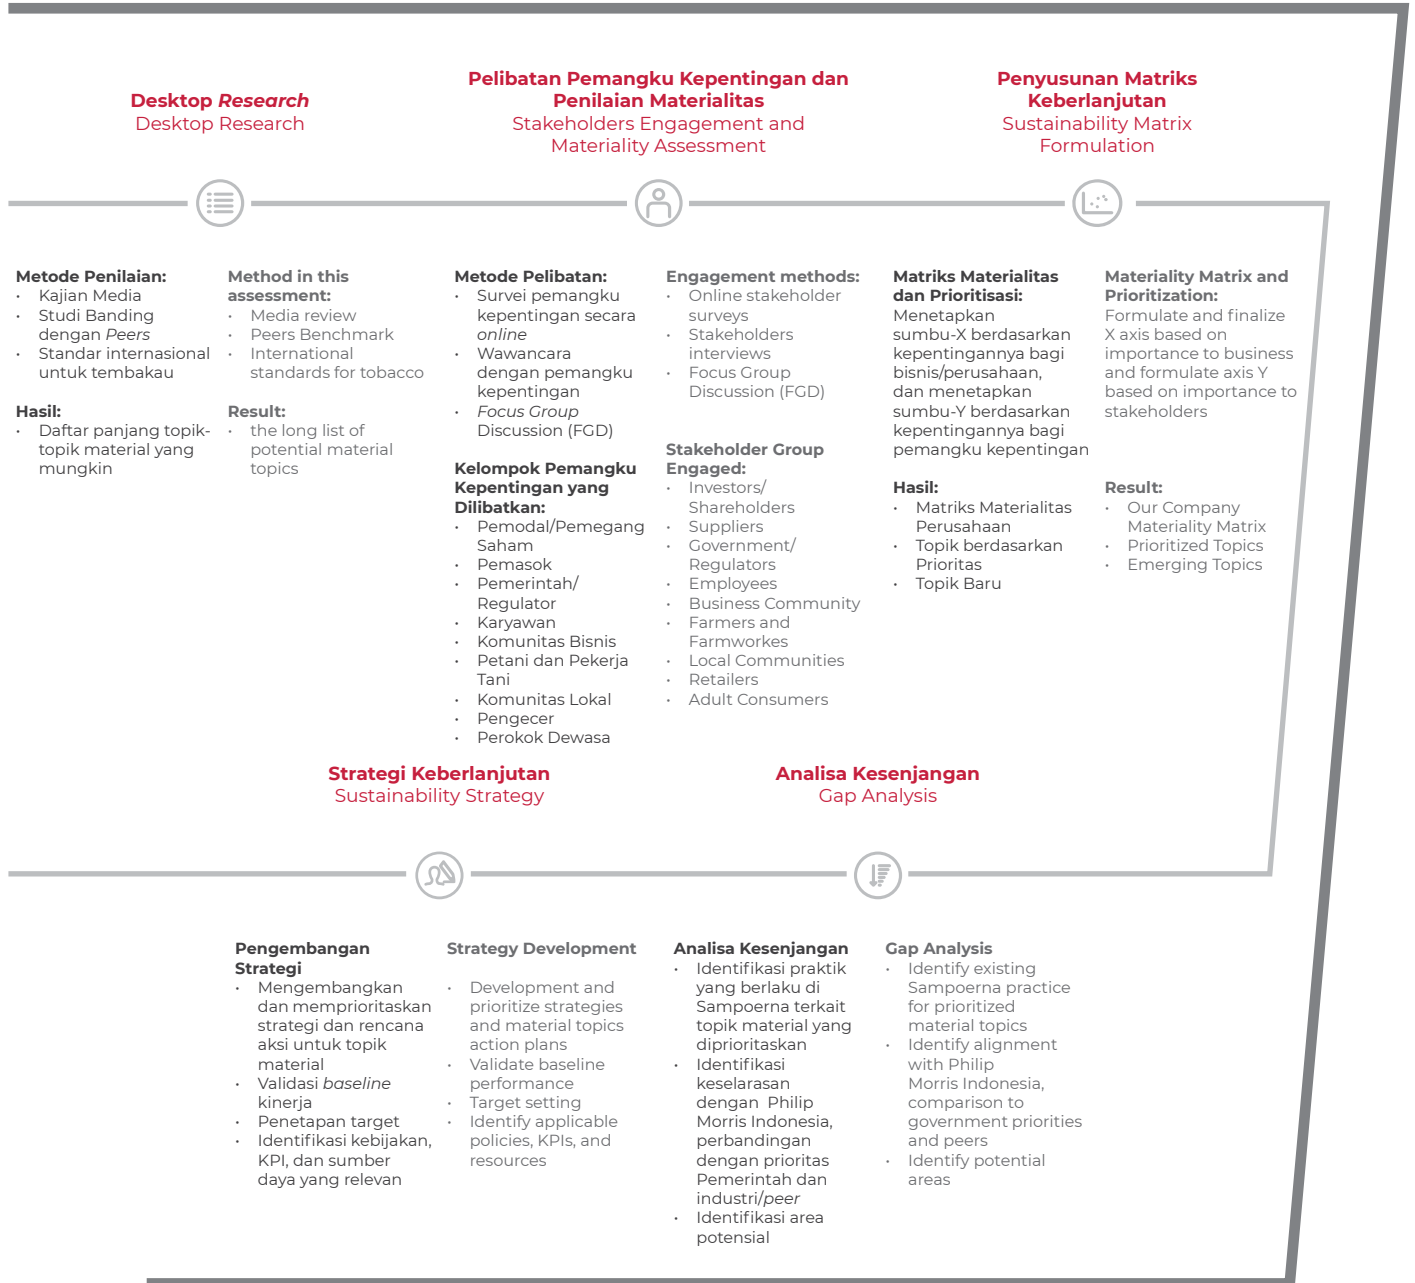 Desktop Research
Desktop Research
Metode Penilaian:
• Kajian Media
• Studi Banding
dengan Peers
• Standar internasional
untuk tembakau
Hasil:
• Daftar panjang topik-
topik material yang
mungkin
Method in this
assessment:
• Media review
• Peers Benchmark
• International
standards for tobacco
Result:
• the long list of
potential material
topics
Pelibatan Pemangku Kepentingan dan
Penilaian Materialitas
Stakeholders Engagement and
Materiality Assessment
Metode Pelibatan:
• Survei pemangku
kepentingan secara
online
• Wawancara
dengan pemangku
kepentingan
• Focus Group
Discussion (FGD)
Kelompok Pemangku
Kepentingan yang
Dilibatkan:
• Pemodal/Pemegang
Saham
• Pemasok
• Pemerintah/
Regulator
• Karyawan
• Komunitas Bisnis
• Petani dan Pekerja
Tani
• Komunitas Lokal
• Pengecer
• Perokok Dewasa
Engagement methods:
• Online stakeholder
surveys
• Stakeholders
interviews
• Focus Group
Discussion (FGD)
Stakeholder Group
Engaged:
• Investors/
Shareholders
• Suppliers
• Government/
Regulators
• Employees
• Business Community
• Farmers and
Farmworkes
• Local Communities
• Retailers
• Adult Consumers
Penyusunan Matriks
Keberlanjutan
Sustainability Matrix
Formulation
Matriks Materialitas
dan Prioritisasi:
Menetapkan
sumbu-X berdasarkan
kepentingannya bagi
bisnis/perusahaan,
dan menetapkan
sumbu-Y berdasarkan
kepentingannya bagi
pemangku kepentingan
Hasil:
• Matriks Materialitas
Perusahaan
• Topik berdasarkan
Prioritas
• Topik Baru
Materiality Matrix and
Prioritization:
Formulate and finalize
X axis based on
importance to business
and formulate axis Y
based on importance to
stakeholders
Result:
• Our Company
Materiality Matrix
• Prioritized Topics
• Emerging Topics
Strategi Keberlanjutan
Sustainability Strategy
Pengembangan
Strategi
• Mengembangkan
dan memprioritaskan
strategi dan rencana
aksi untuk topik
material
• Validasi baseline
kinerja
• Penetapan target
• Identifikasi kebijakan,
KPI, dan sumber
daya yang relevan
Strategy Development
• Development and
prioritize strategies
and material topics
action plans
• Validate baseline
performance
• Target setting
• Identify applicable
policies, KPIs, and
resources
Analisa Kesenjangan
Gap Analysis
Analisa Kesenjangan
• Identifikasi praktik
yang berlaku di
Sampoerna terkait
topik material yang
diprioritaskan
• Identifikasi
keselarasan
dengan Philip
Morris Indonesia,
perbandingan
dengan prioritas
Pemerintah dan
industri/peer
• Identifikasi area
potensial
Gap Analysis
• Identify existing
Sampoerna practice
for prioritized
material topics
• Identify alignment
with Philip
Morris Indonesia,
comparison to
government priorities
and peers
• Identify potential
areas